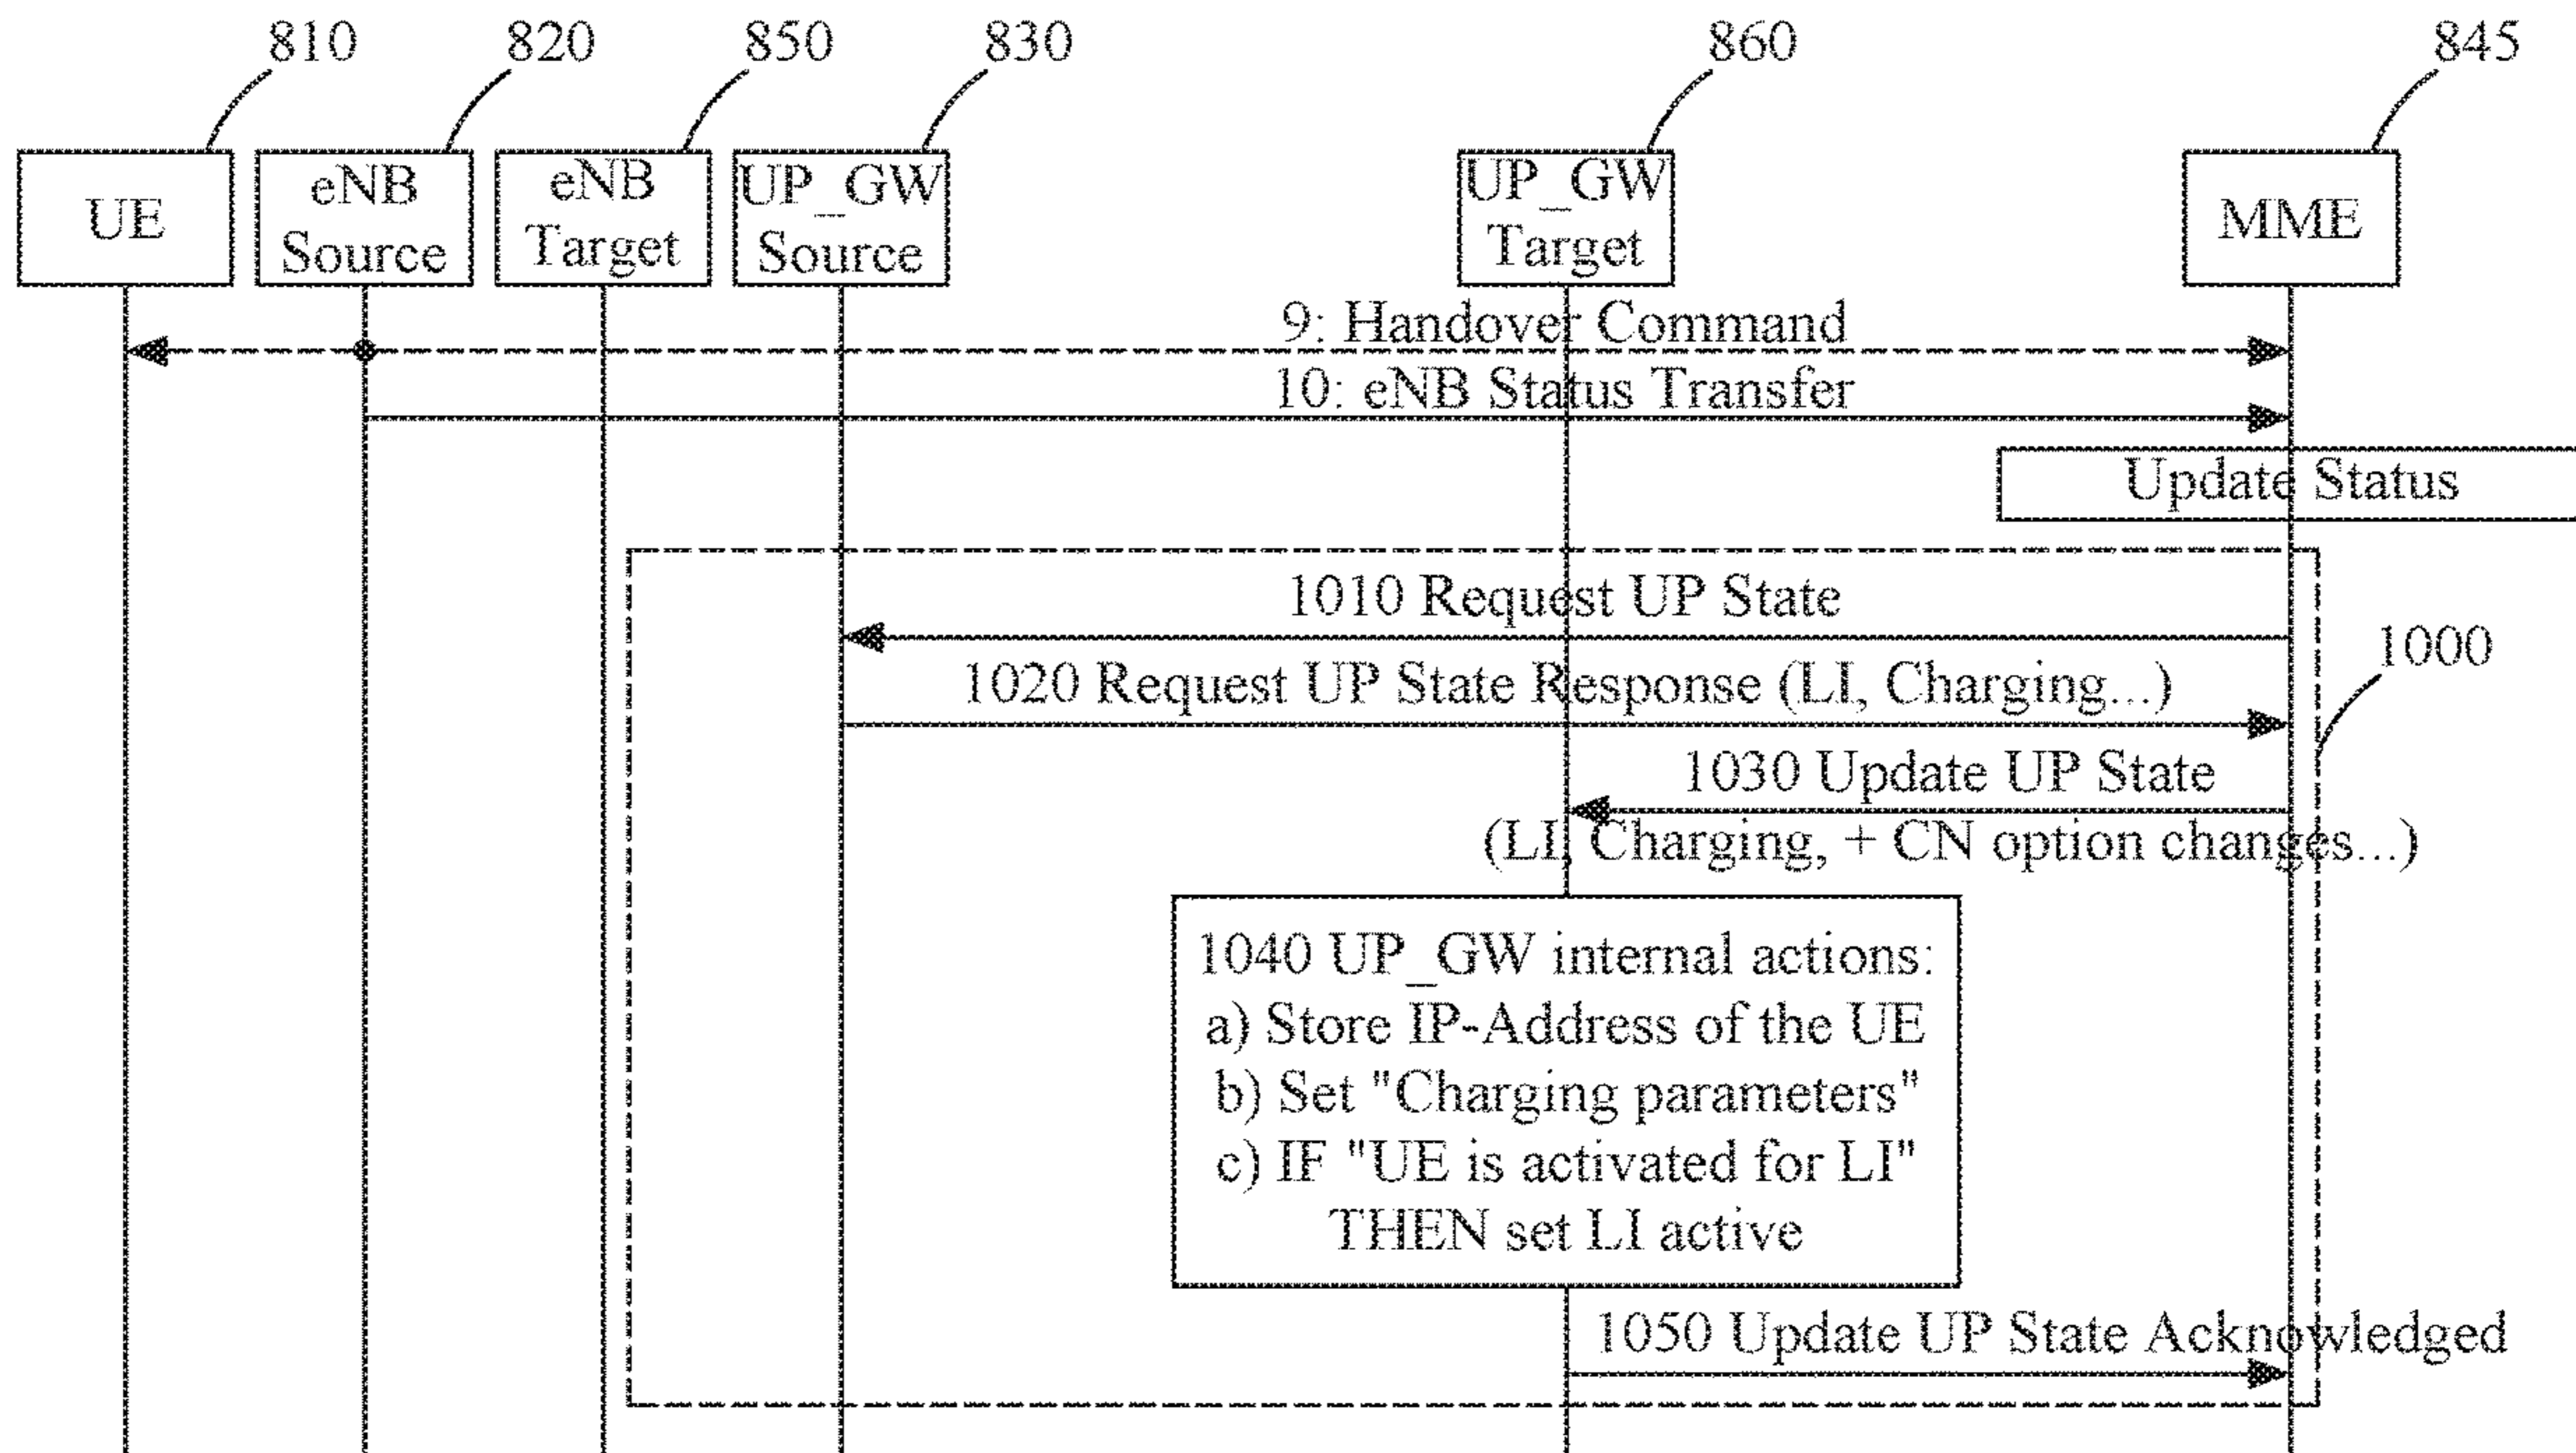 810
820
850
830
860
845
UE
eNB
Source
eNB
Target
UP_GW
Source
UP_GW
Target
MME
9: Handover Command
10: eNB Status Transfer
Update Status
1010 Request UP State
1000
1020 Request UP State Response (LI, Charging...)
1030 Update UP State
(LI, Charging, + CN option changes...)
1040 UP_GW internal actions:
a) Store IP-Address of the UE
b) Set "Charging parameters"
c) IF "UE is activated for LI"
THEN set LI active
1050 Update UP State Acknowledged